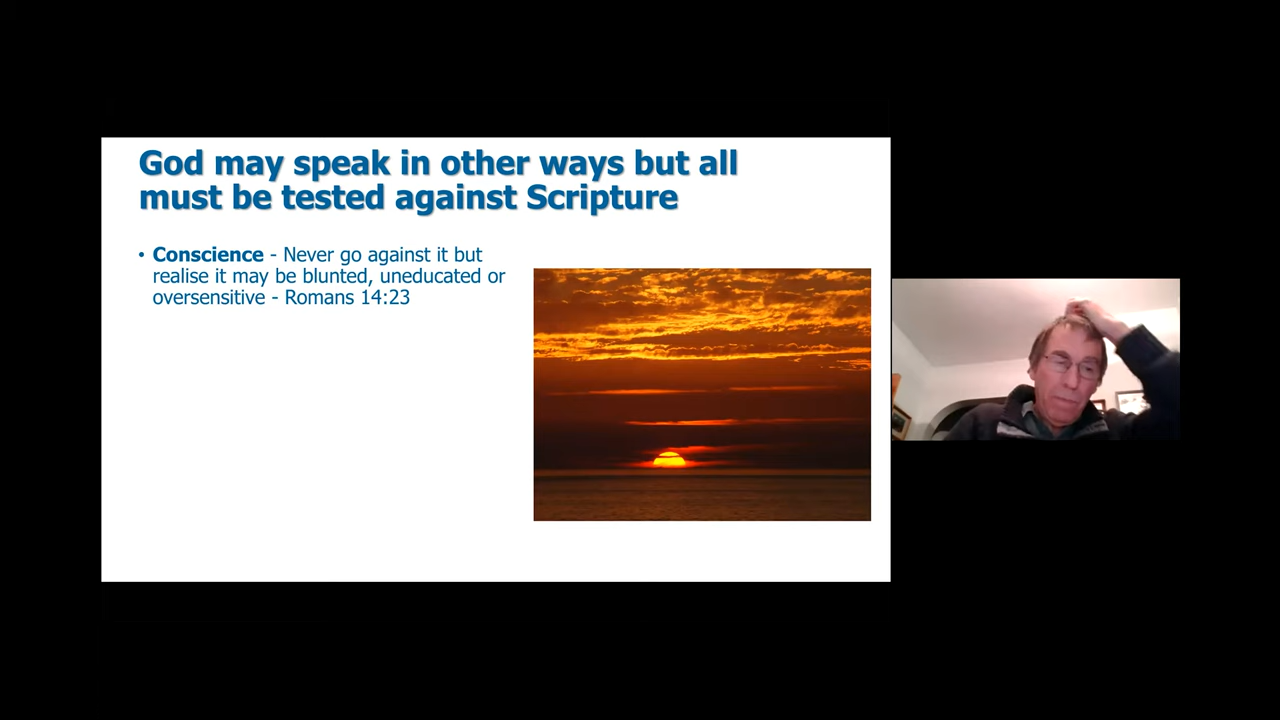 God may speak in other ways but all
must be tested against Scripture
• Conscience - Never go against it but
realise it may be blunted, uneducated or
oversensitive - Romans 14:23